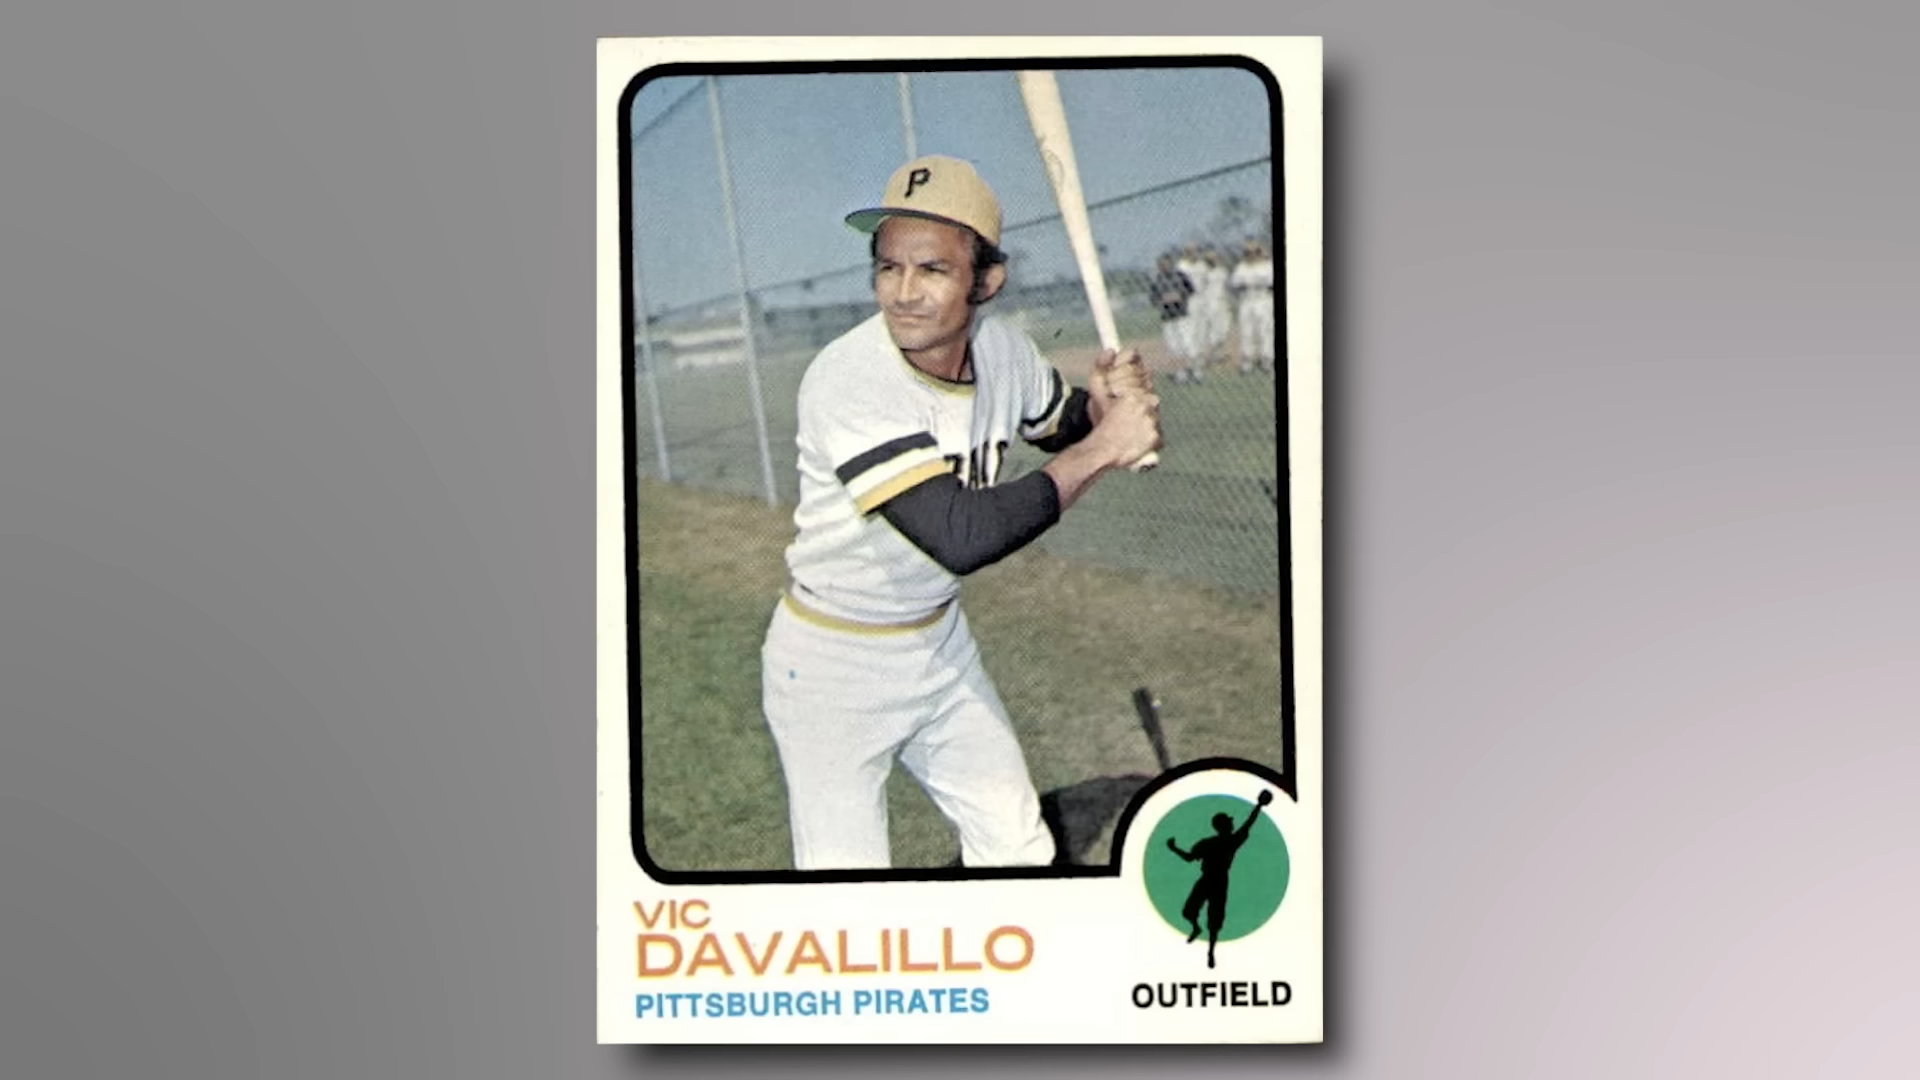 P
VIC
DAVALILLO
PITTSBURGH PIRATES
OUTFIELD